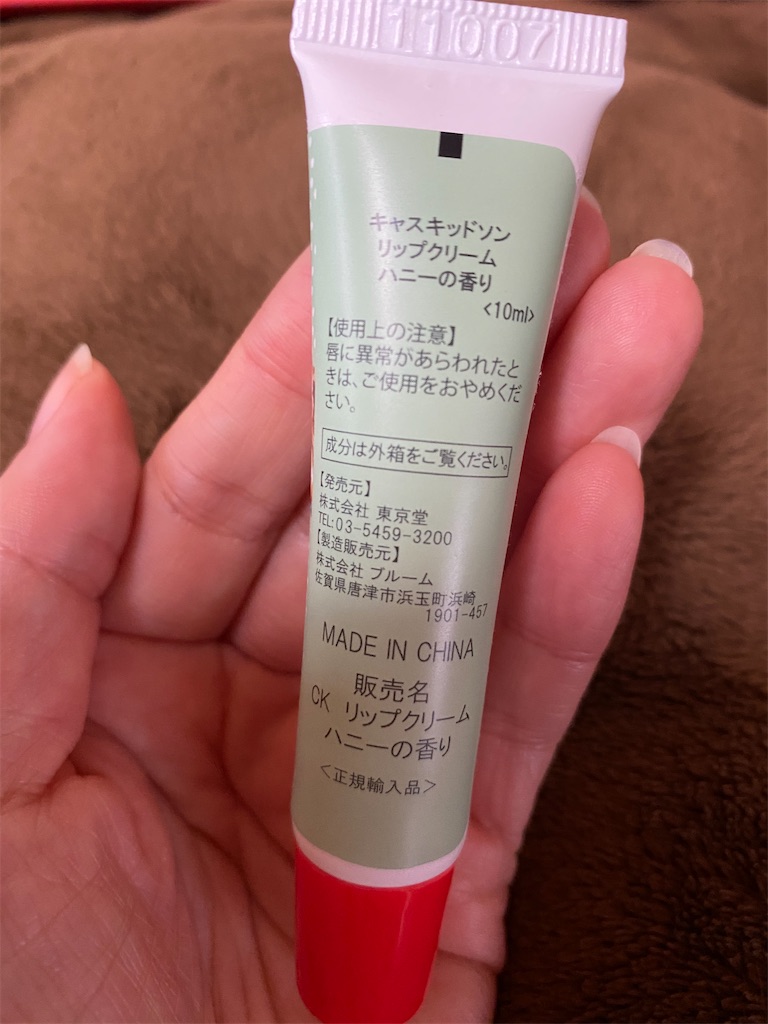 11007
キャスキッドソン
リップクリーム
ハニーの香り
<10ml>
【使用上の注意】
唇に異常があらわれたと
きは、ご使用をおやめくだ
さい。
成分は外箱をご覧ください。
【発売元】
株式会社 東京堂
TEL:03-5459-3200
【製造販売元】
株式会社 ブルーム
佐賀県唐津市浜玉町浜崎
1901-457
MADE IN CHINA
販売名
CK リップクリーム
ハニーの香り
<正規輸入品>